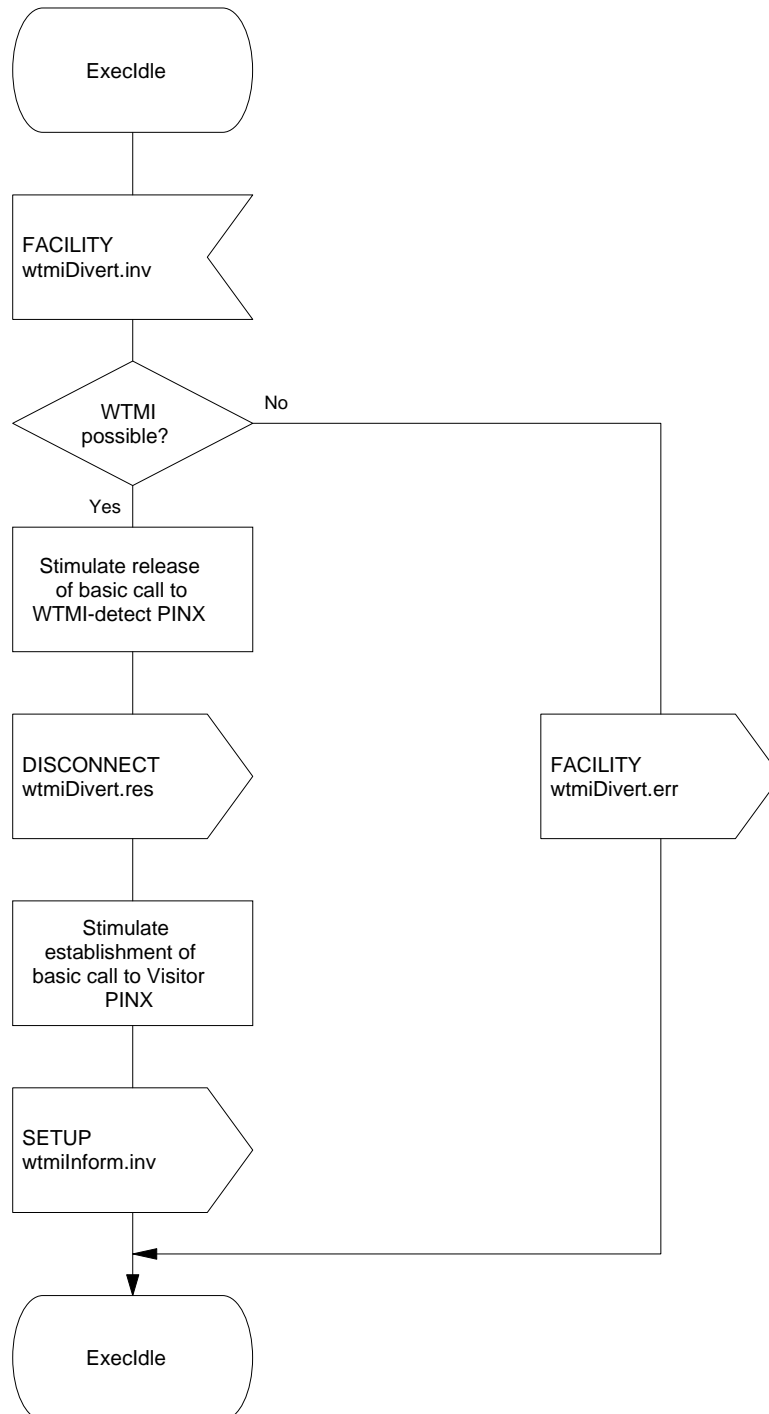 ExecIdle
FACILITY
wtmiDivert.inv
WTMI
possible?
No
Yes
Stimulate release
of basic call to
WTMI-detect PINX
DISCONNECT
wtmiDivert.res
FACILITY
wtmiDivert.err
Stimulate
establishment of
basic call to Visitor
PINX
SETUP
wtmiInform.inv
ExecIdle